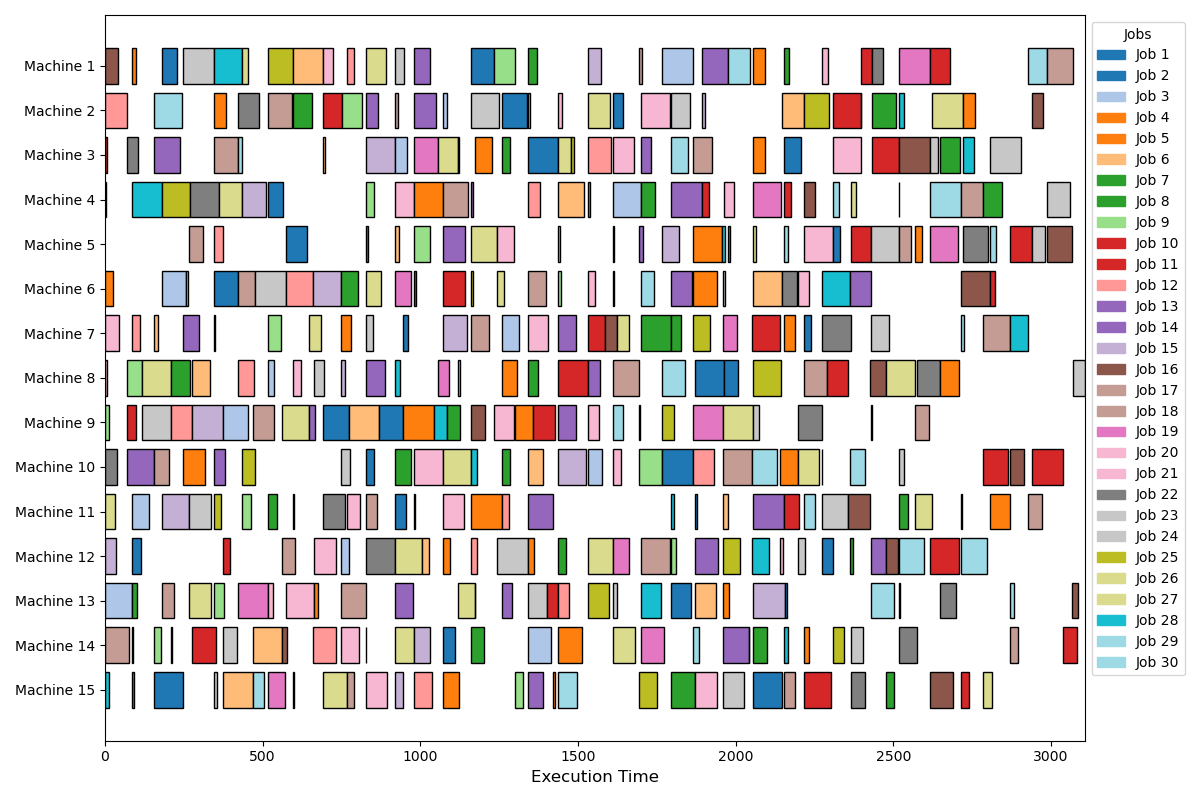 Machine 1
Machine 2
Machine 3
Machine 4
Machine 5
Machine 6
Machine 7
Machine 8
Machine 9
Machine 10
Machine 11
Machine 12
Machine 13
Machine 14
Machine 15
0 500 1000 1500 2000 2500 3000
Execution Time
Jobs
Job 1
Job 2
Job 3
Job 4
Job 5
Job 6
Job 7
Job 8
Job 9
Job 10
Job 11
Job 12
Job 13
Job 14
Job 15
Job 16
Job 17
Job 18
Job 19
Job 20
Job 21
Job 22
Job 23
Job 24
Job 25
Job 26
Job 27
Job 28
Job 29
Job 30